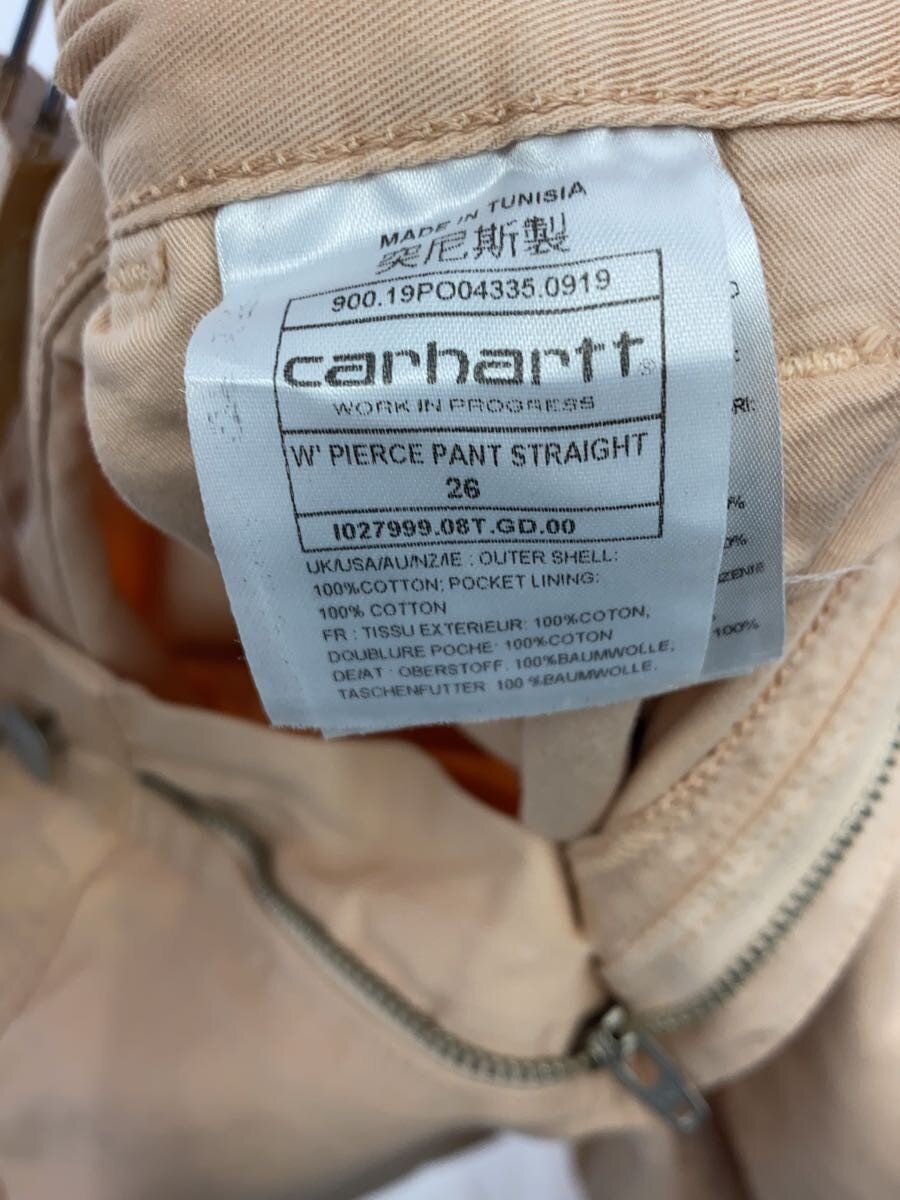 MADE IN TUNISIA
突尼斯製
900.19PO04335.0919
carhartt®
WORK IN PROGRESS
W' PIERCE PANT STRAIGHT
26
I027999.08T.GD.00
UK/USA/AU/NZ/IE : OUTER SHELL:
100%COTTON; POCKET LINING:
100% COTTON
FR : TISSU EXTERIEUR: 100%COTON,
DOUBLURE POCHE: 100%COTON
DE/AT : OBERSTOFF. 100%BAUMWOLLE,
TASCHENFUTTER 100 %BAUMWOLLE.
100%